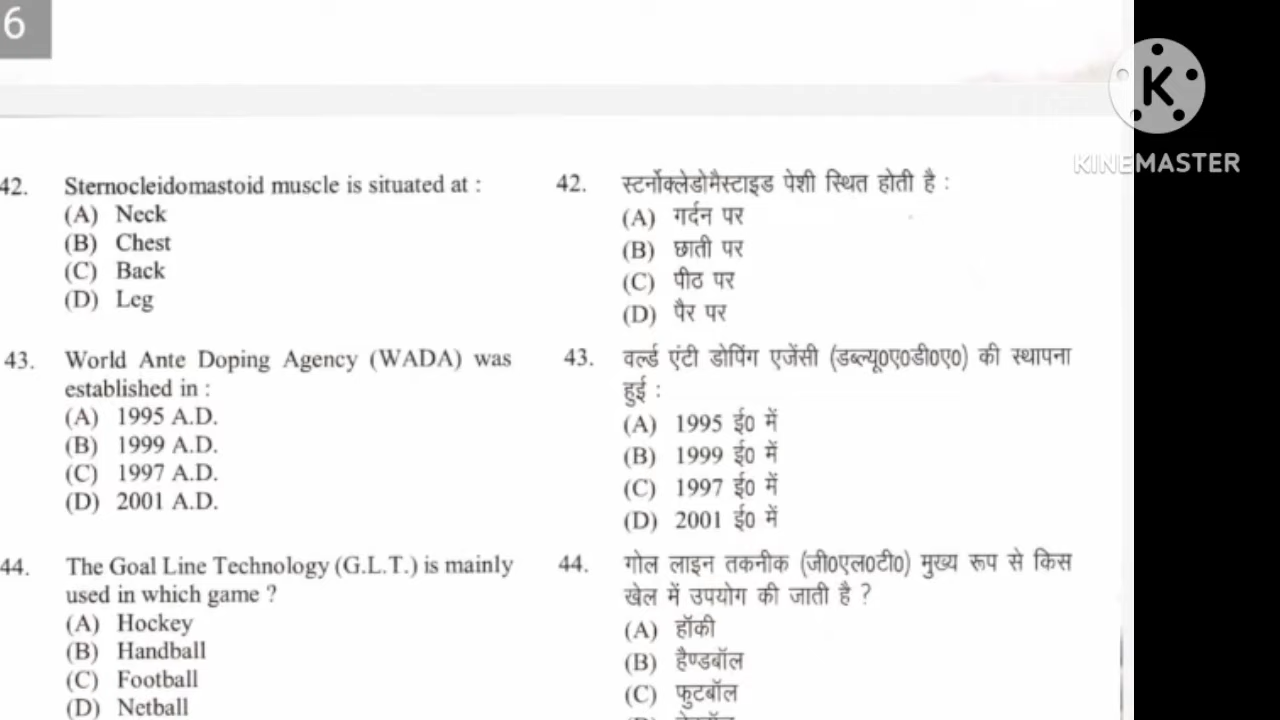 6
K
KINEMASTER
42. Sternocleidomastoid muscle is situated at :
(A) Neck
(B) Chest
(C) Back
(D) Leg
43. World Ante Doping Agency (WADA) was
established in :
(A) 1995 A.D.
(B) 1999 A.D.
(C) 1997 A.D.
(D) 2001 A.D.
44. The Goal Line Technology (G.L.T.) is mainly
used in which game ?
(A) Hockey
(B) Handball
(C) Football
(D) Netball
42. स्टर्नोक्लेडोमैस्टाइड पेशी स्थित होती है :
(A) गर्दन पर
(B) छाती पर
(C) पीठ पर
(D) पैर पर
43. वर्ल्ड एंटी डोपिंग एजेंसी (डब्ल्यू0ए0डी0ए0) की स्थापना
हुई :
(A) 1995 ई0 में
(B) 1999 ई0 में
(C) 1997 ई0 में
(D) 2001 ई0 में
44. गोल लाइन तकनीक (जी0एल0टी0) मुख्य रूप से किस
खेल में उपयोग की जाती है ?
(A) हॉकी
(B) हैण्डबॉल
(C) फुटबॉल